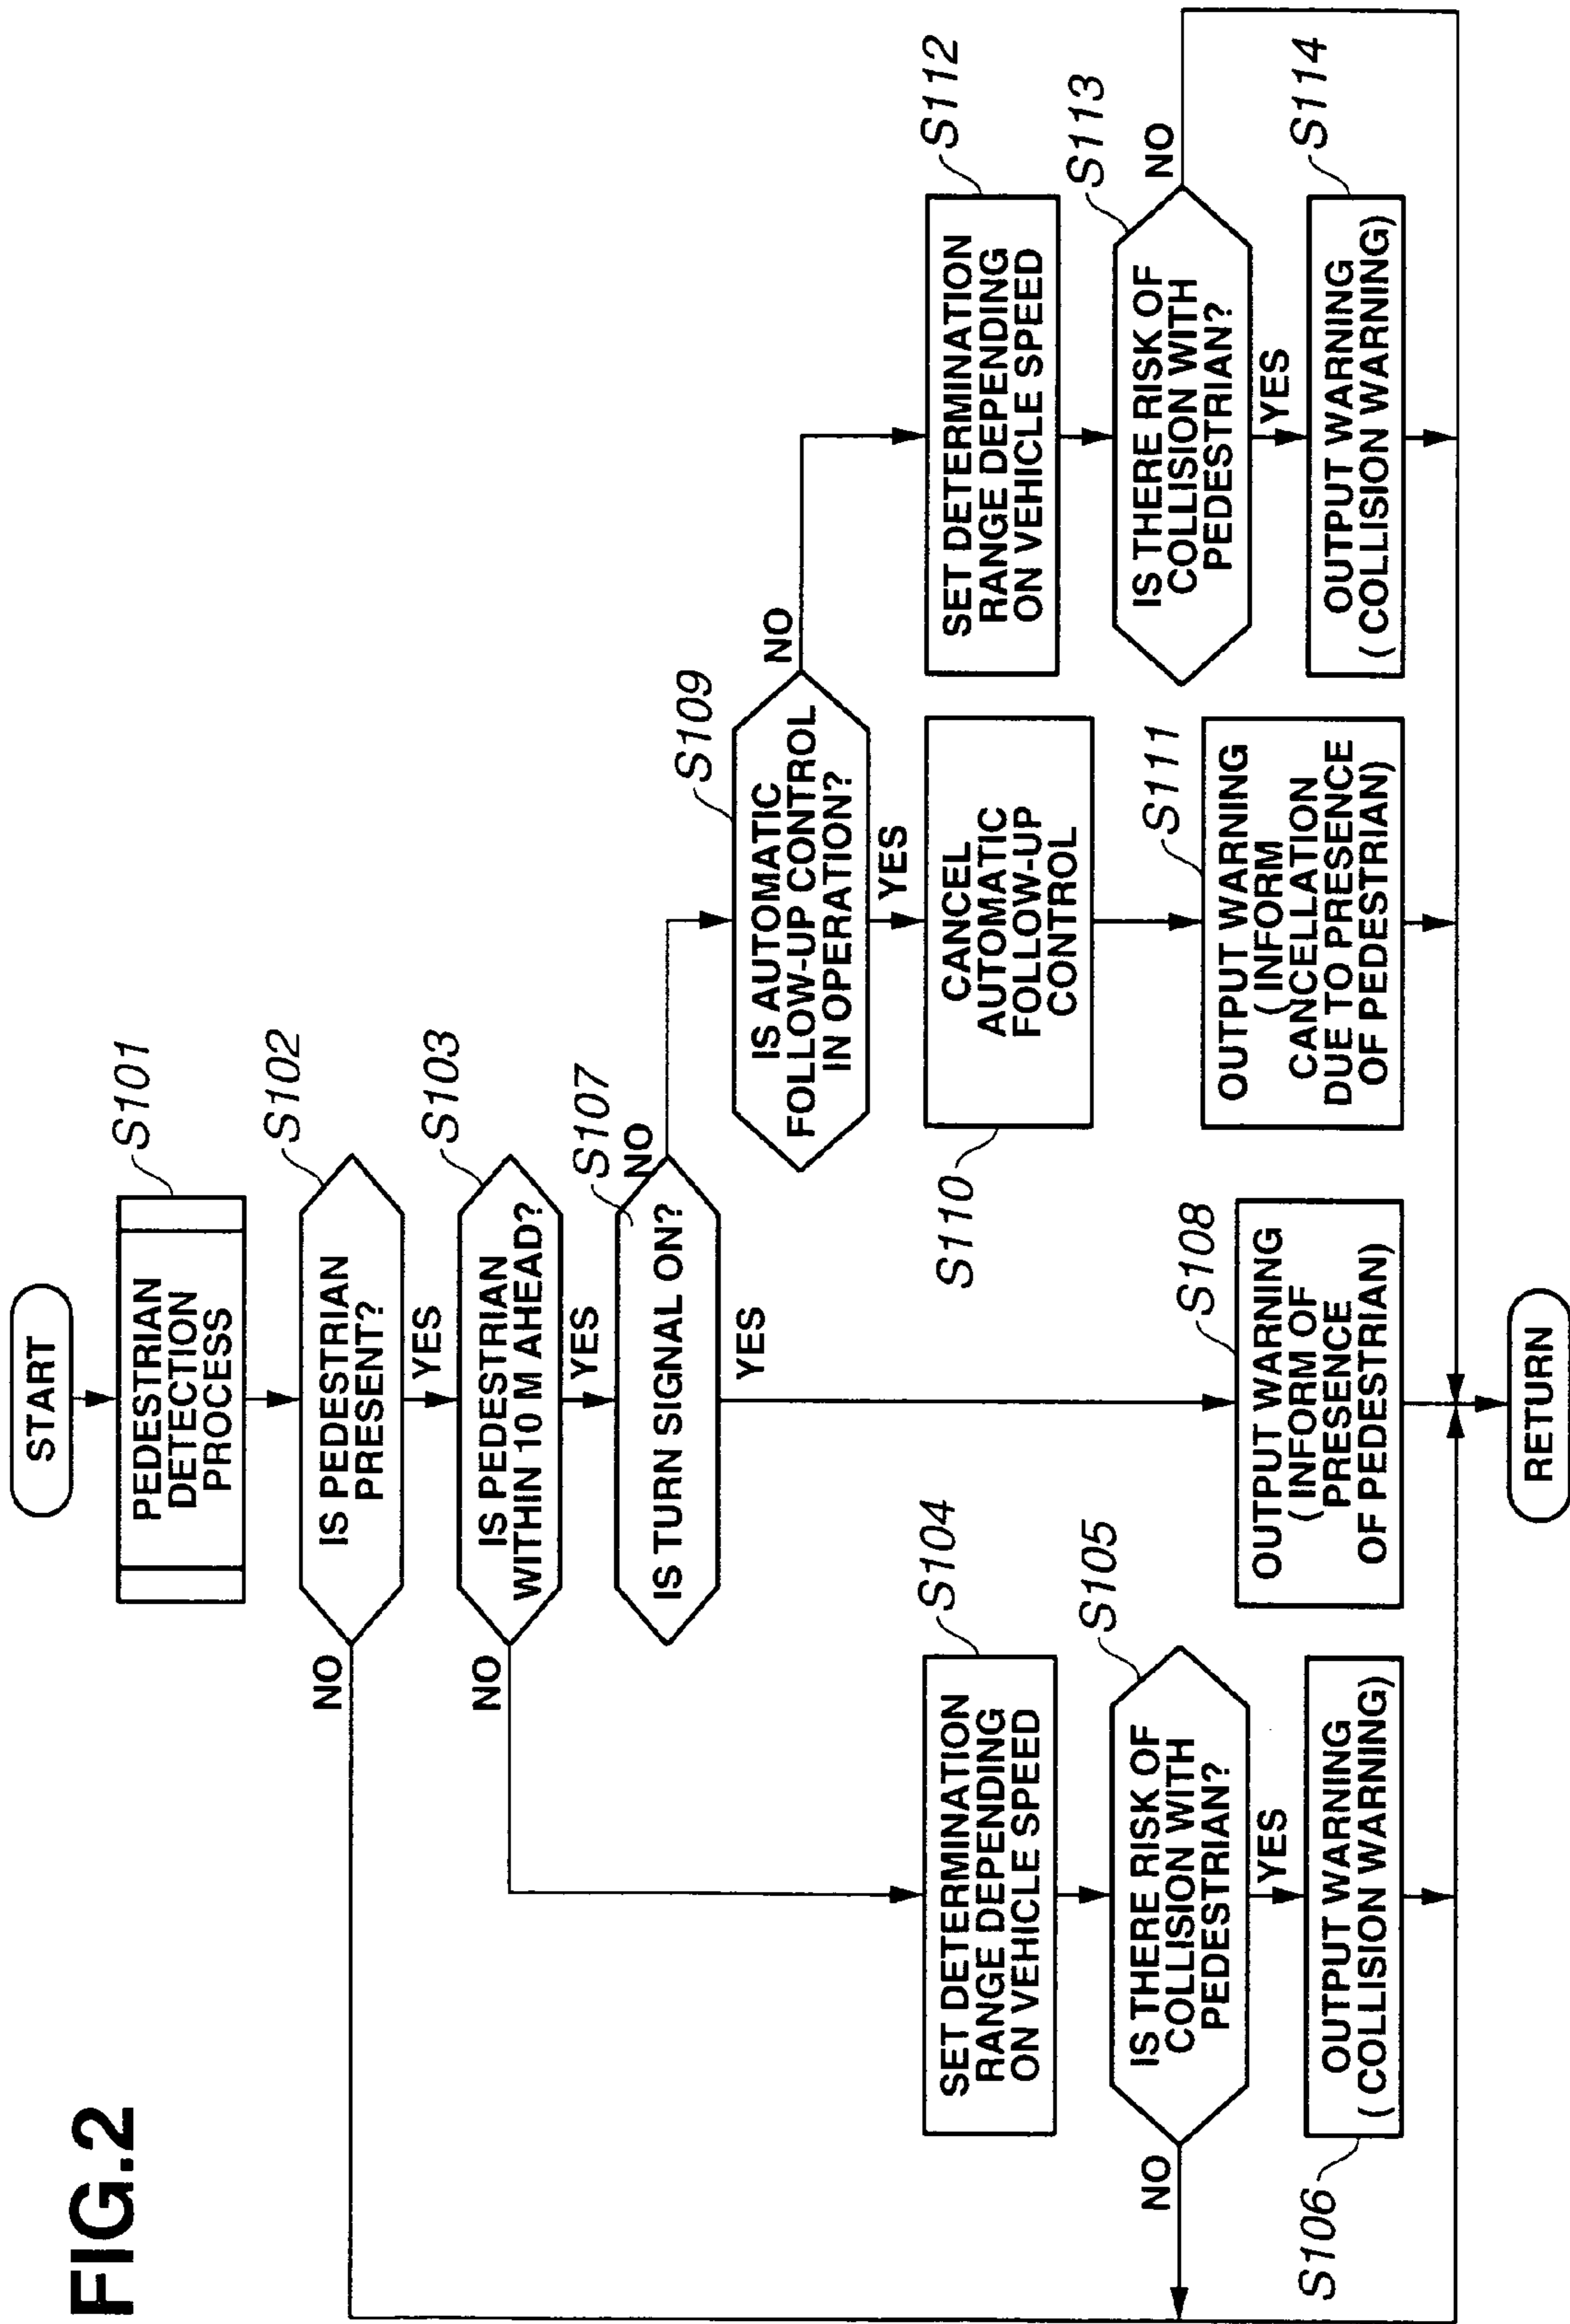 FIG.2
START
S101
PEDESTRIAN
DETECTION
PROCESS
S102
IS PEDESTRIAN
PRESENT?
NO
YES
S103
IS PEDESTRIAN
WITHIN 10 M AHEAD?
NO
YES
S107
IS TURN SIGNAL ON?
NO
YES
S109
IS AUTOMATIC
FOLLOW-UP CONTROL
IN OPERATION?
NO
YES
S104
SET DETERMINATION
RANGE DEPENDING
ON VEHICLE SPEED
S105
IS THERE RISK OF
COLLISION WITH
PEDESTRIAN?
NO
YES
S106
OUTPUT WARNING
( COLLISION WARNING)
S108
OUTPUT WARNING
( INFORM OF
PRESENCE
OF PEDESTRIAN)
S110
CANCEL
AUTOMATIC
FOLLOW-UP
CONTROL
S111
OUTPUT WARNING
( INFORM
CANCELLATION
DUE TO PRESENCE
OF PEDESTRIAN)
S112
SET DETERMINATION
RANGE DEPENDING
ON VEHICLE SPEED
S113
IS THERE RISK OF
COLLISION WITH
PEDESTRIAN?
NO
YES
S114
OUTPUT WARNING
( COLLISION WARNING)
RETURN